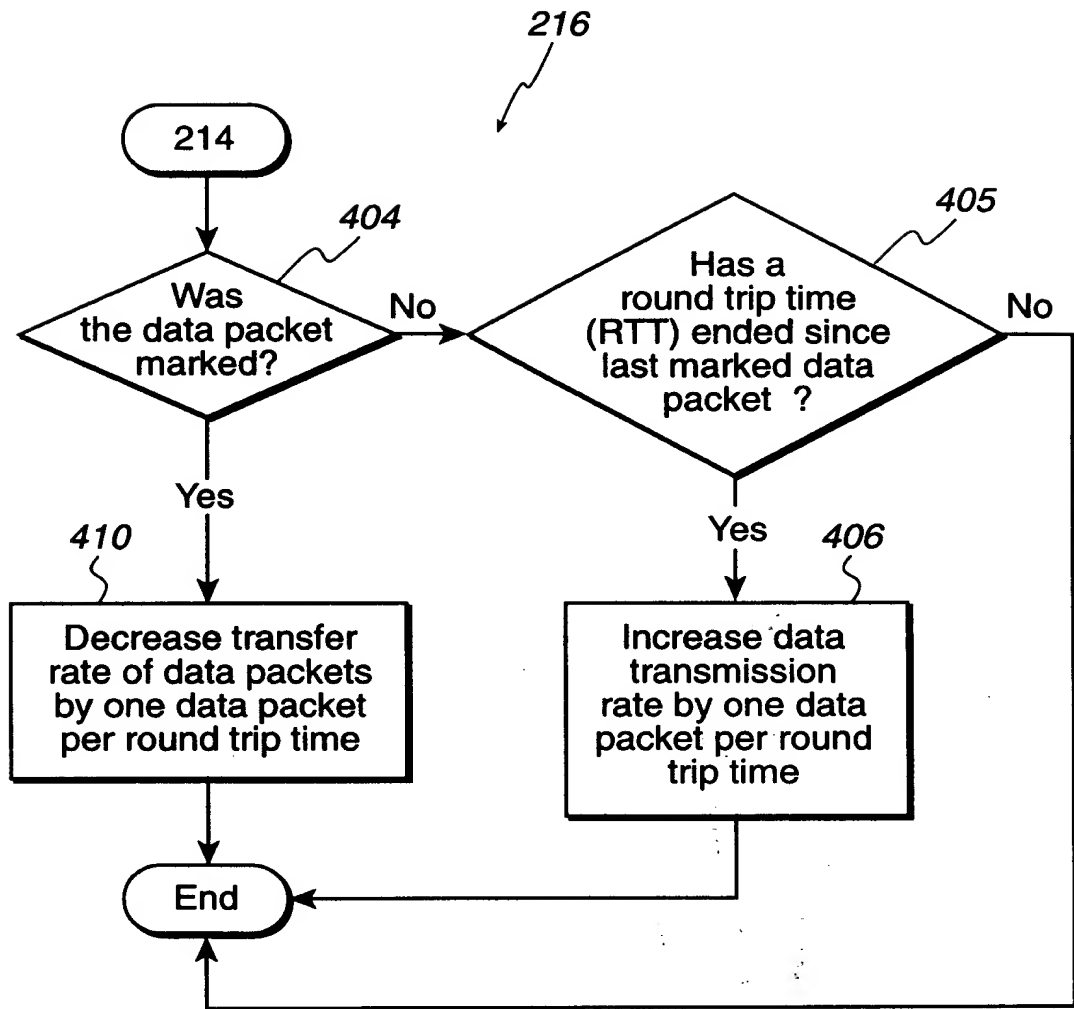 216
214
404
Was
the data packet
marked?
No
405
Has a
round trip time
(RTT) ended since
last marked data
packet ?
No
Yes
410
Decrease transfer
rate of data packets
by one data packet
per round trip time
Yes
406
Increase data
transmission
rate by one data
packet per round
trip time
End